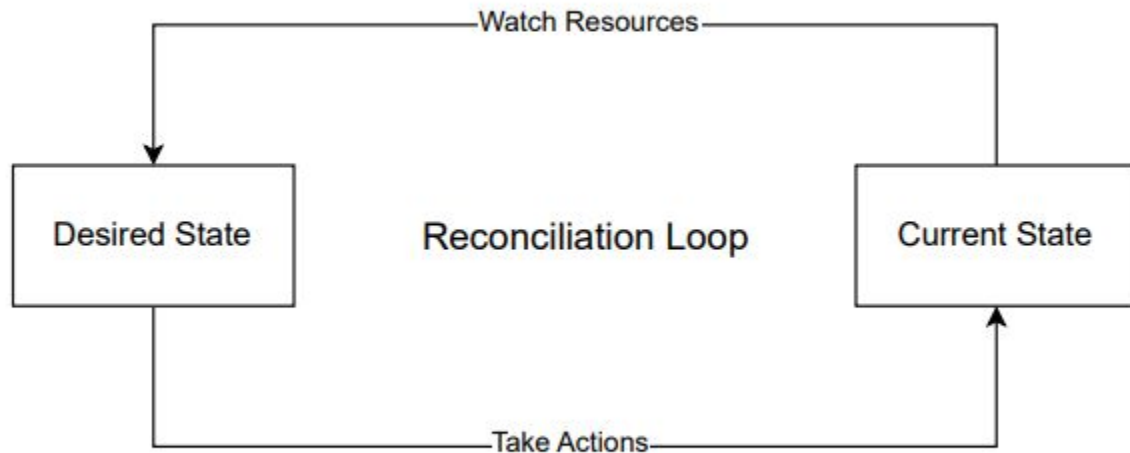 Watch Resources
Desired State
Reconciliation Loop
Current State
Take Actions